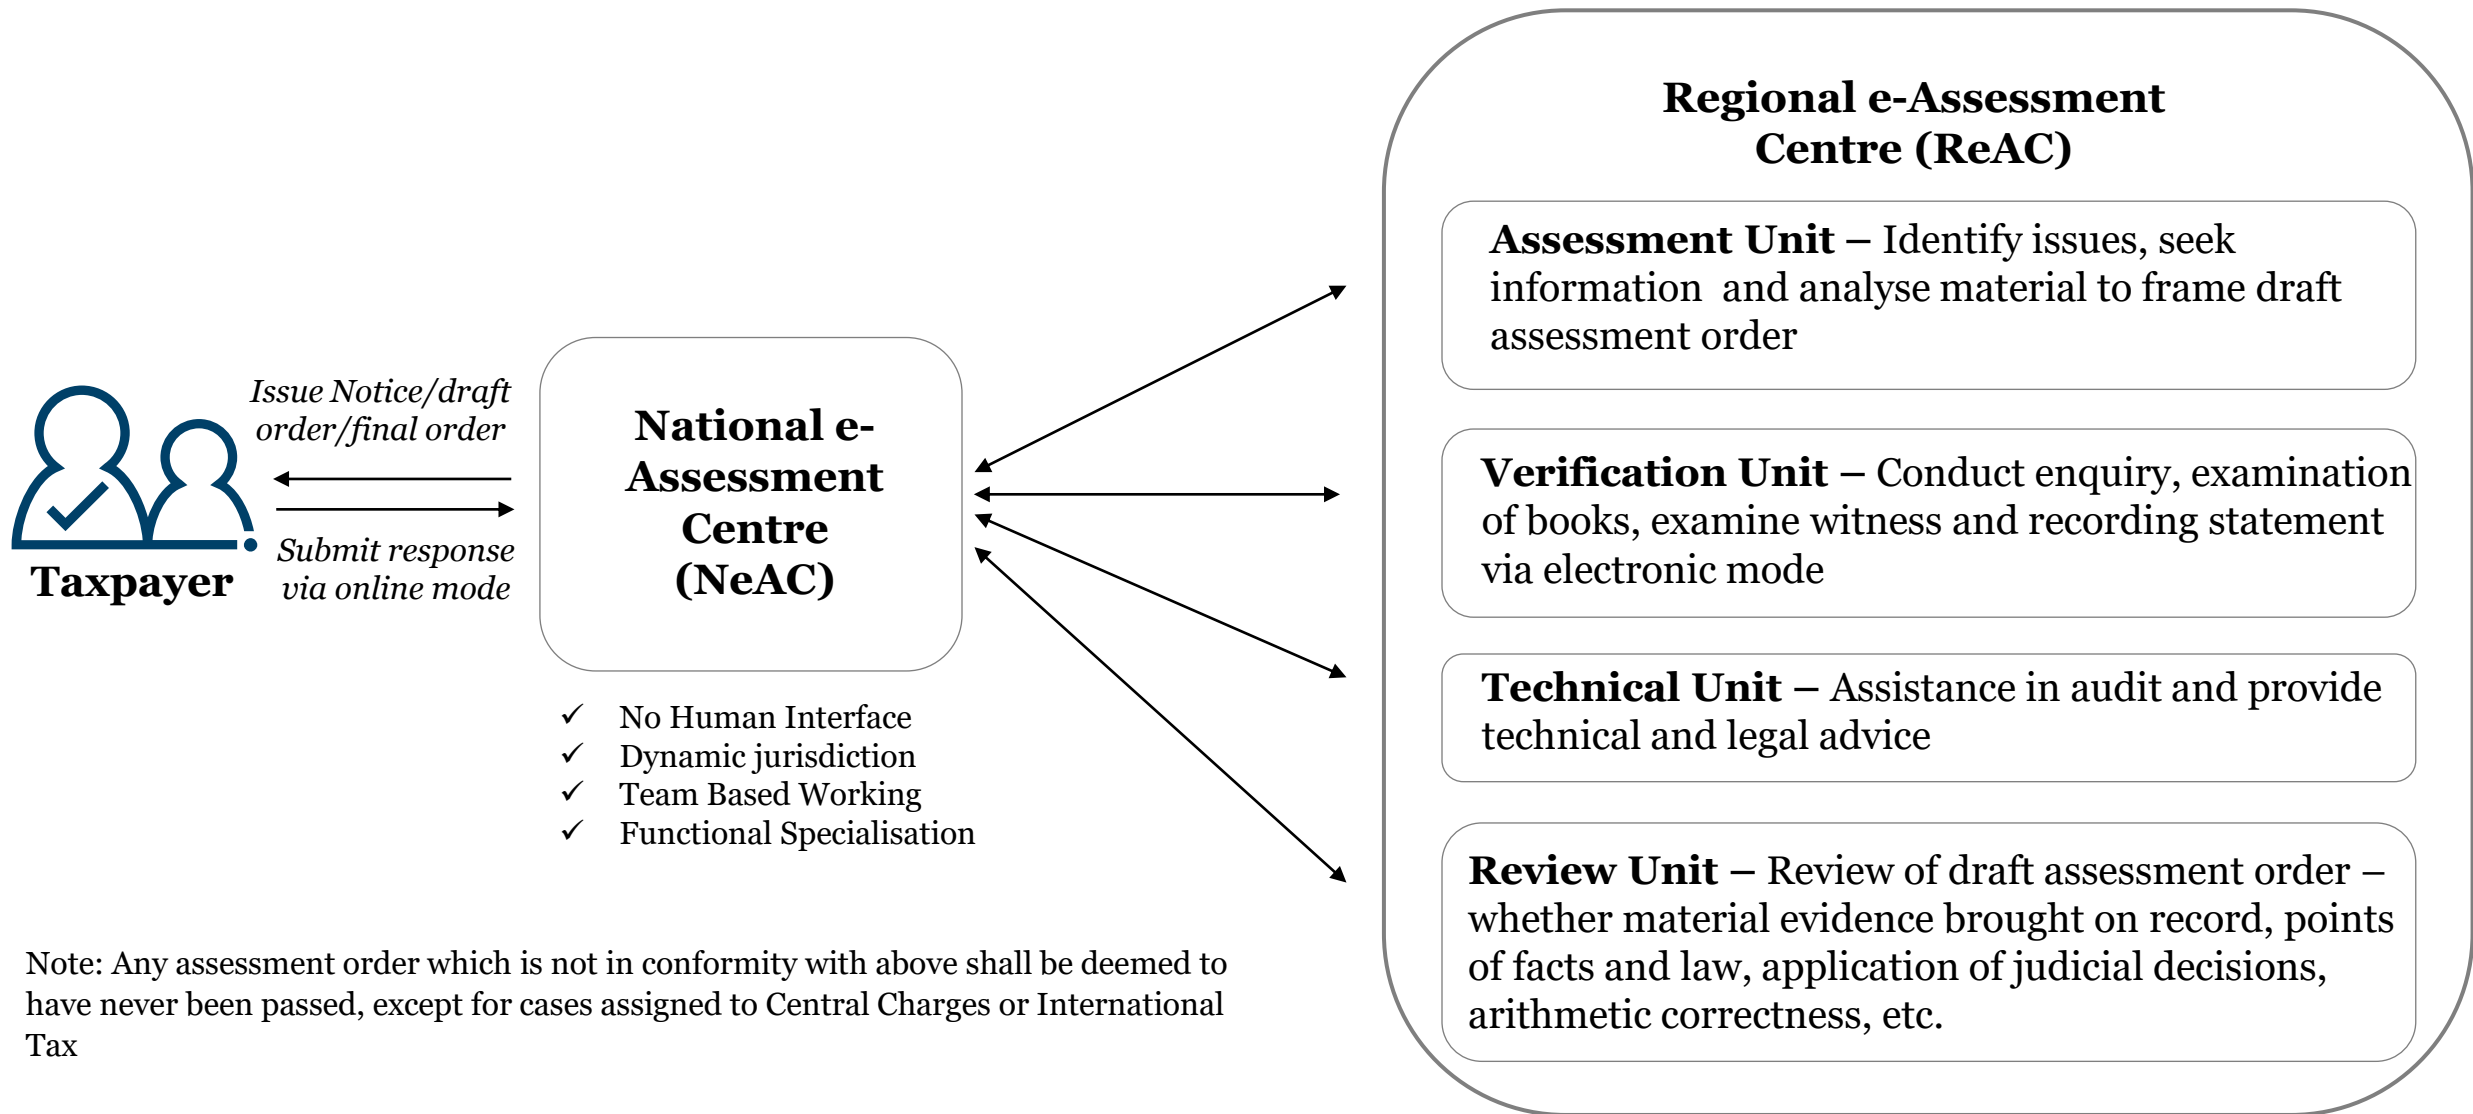 Issue Notice/draft
order/final order
Submit response
via online mode
Taxpayer
National e-
Assessment
Centre
(NeAC)
✓ No Human Interface
✓ Dynamic jurisdiction
✓ Team Based Working
✓ Functional Specialisation
Note: Any assessment order which is not in conformity with above shall be deemed to
have never been passed, except for cases assigned to Central Charges or International
Tax
Regional e-Assessment
Centre (ReAC)
Assessment Unit – Identify issues, seek
information and analyse material to frame draft
assessment order
Verification Unit – Conduct enquiry, examination
of books, examine witness and recording statement
via electronic mode
Technical Unit – Assistance in audit and provide
technical and legal advice
Review Unit – Review of draft assessment order –
whether material evidence brought on record, points
of facts and law, application of judicial decisions,
arithmetic correctness, etc.